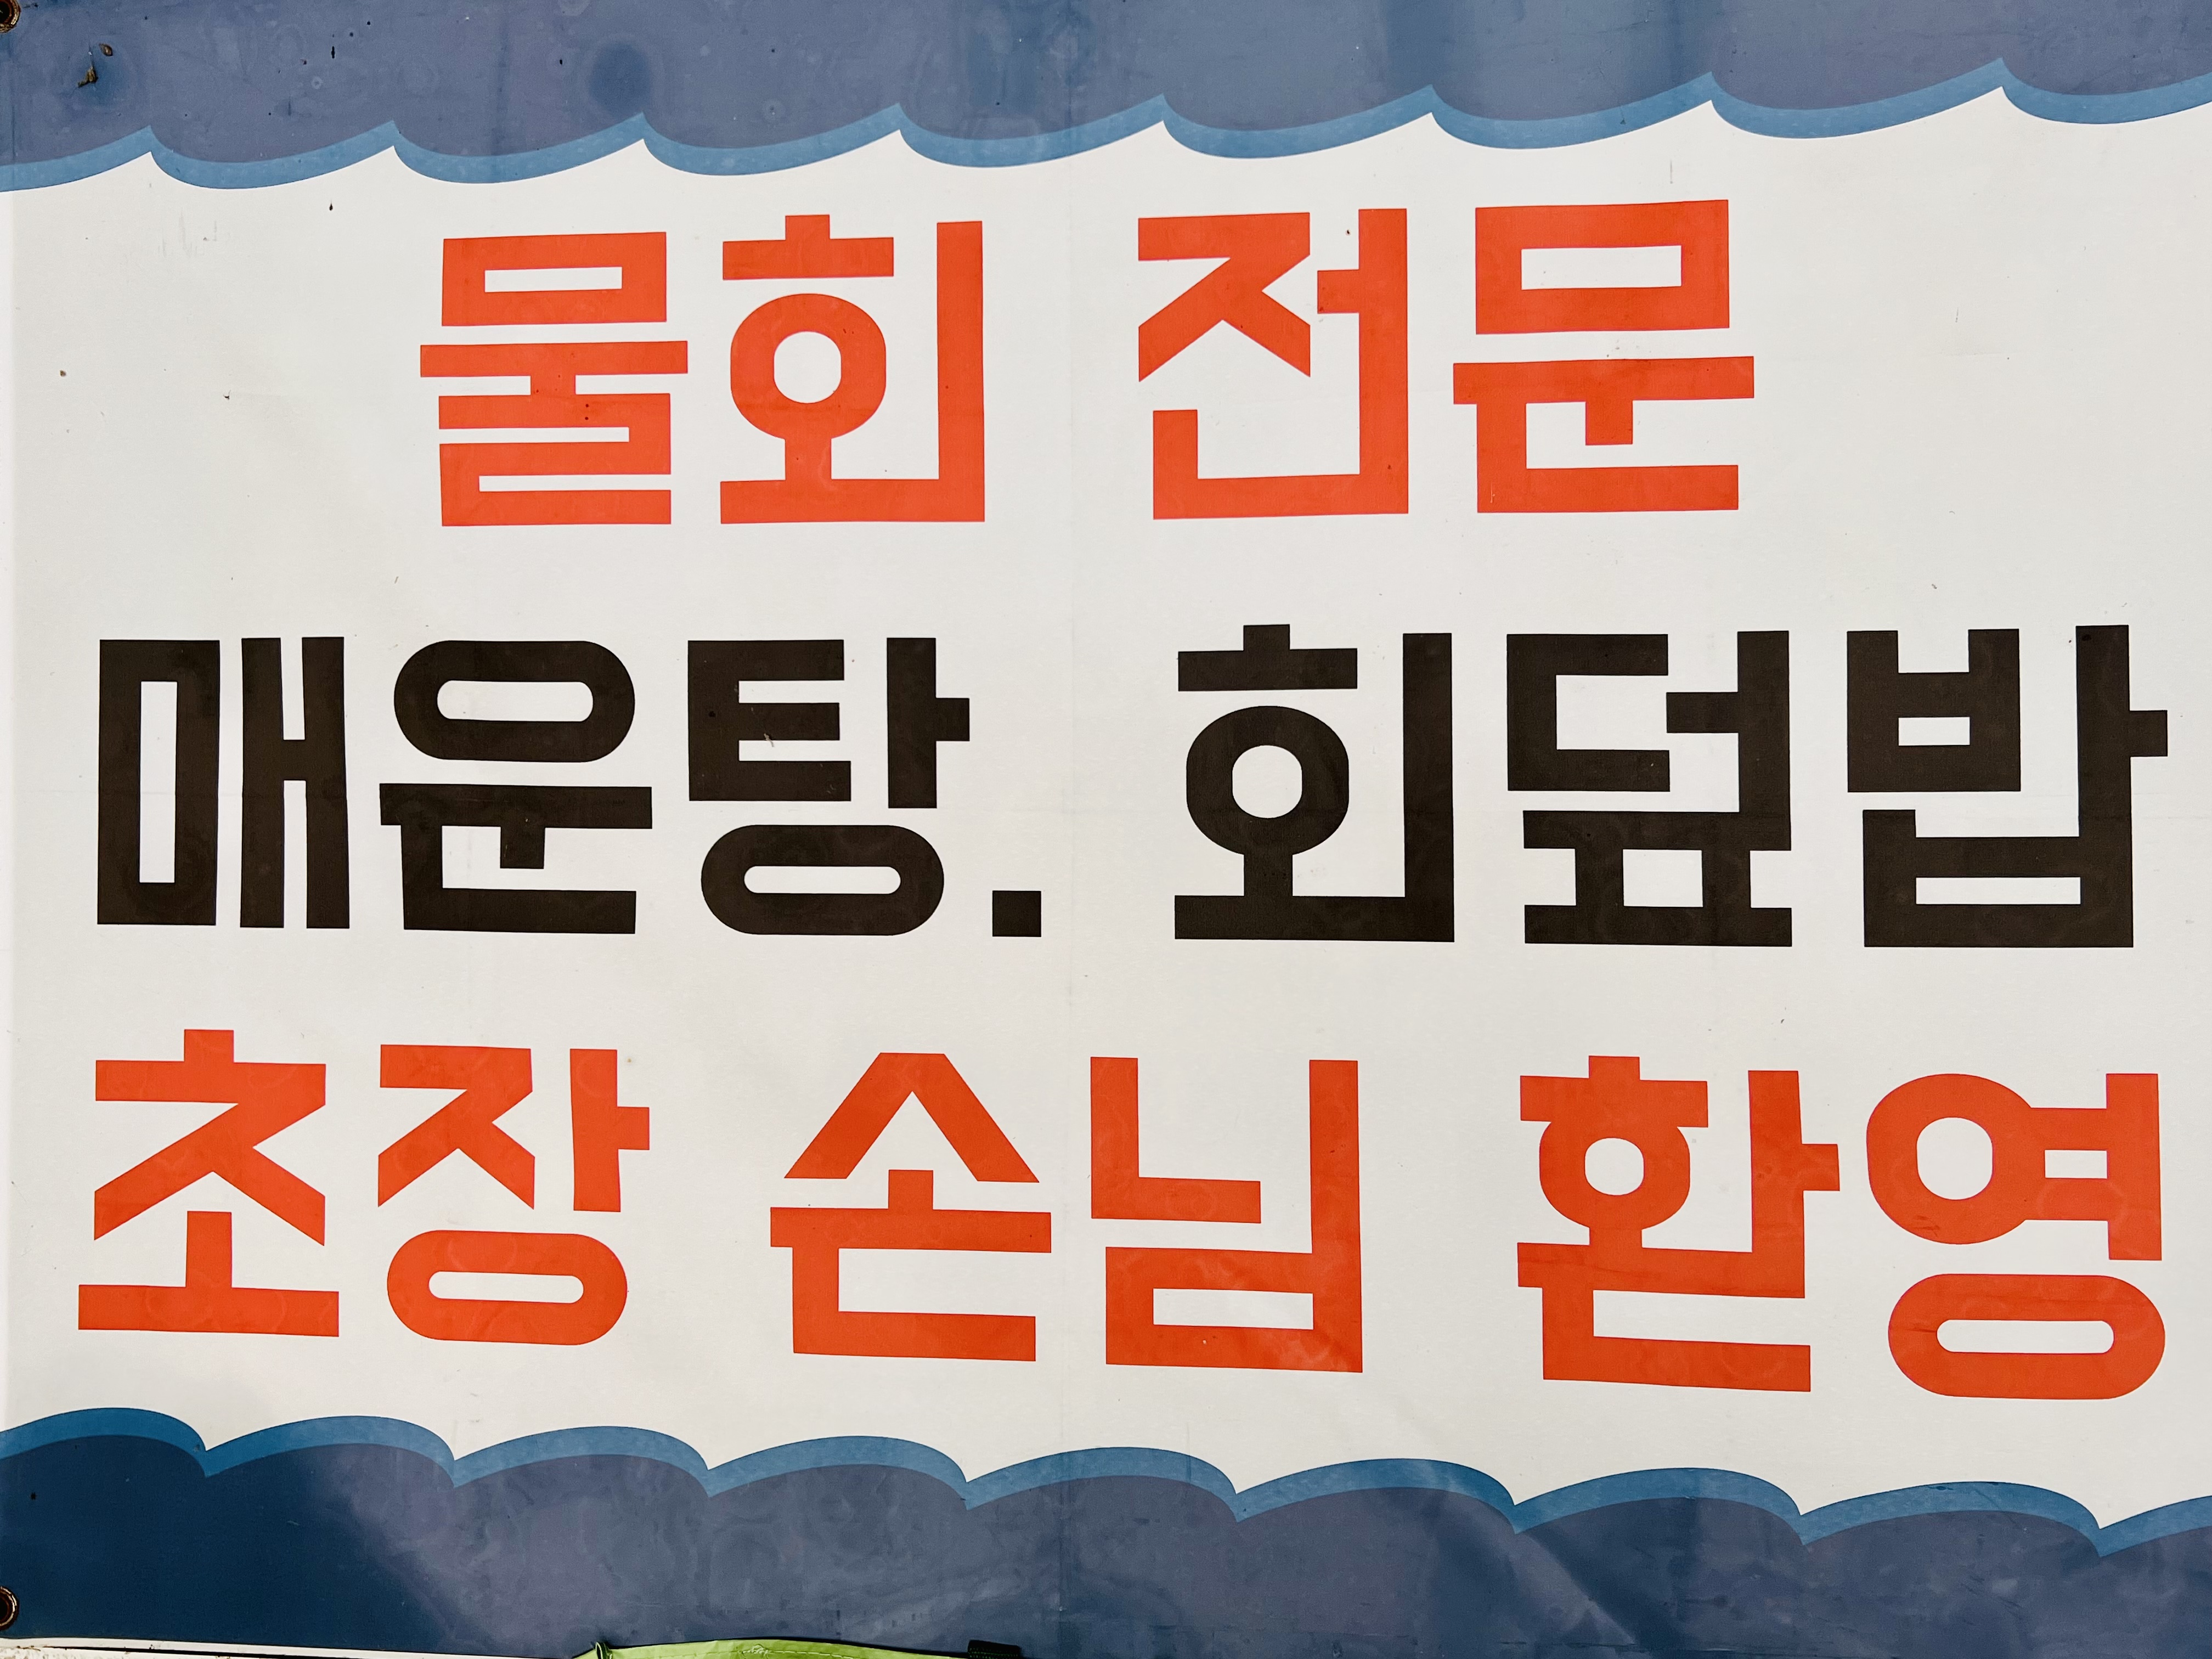 물회 전문
매운탕. 회덮밥
초장 손님 환영